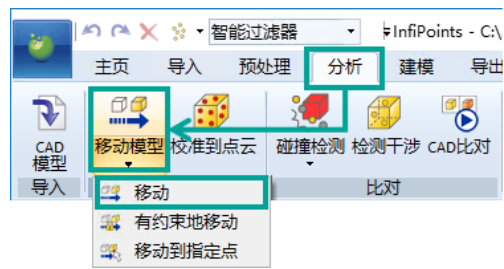 智能过滤器
InfiPoints - C:\
主页 导入 预处理 分析 建模 导出
CAD模型 移动模型 校准到点云 碰撞检测 检测干涉 CAD比对
导入 比对
移动
有约束地移动
移动到指定点